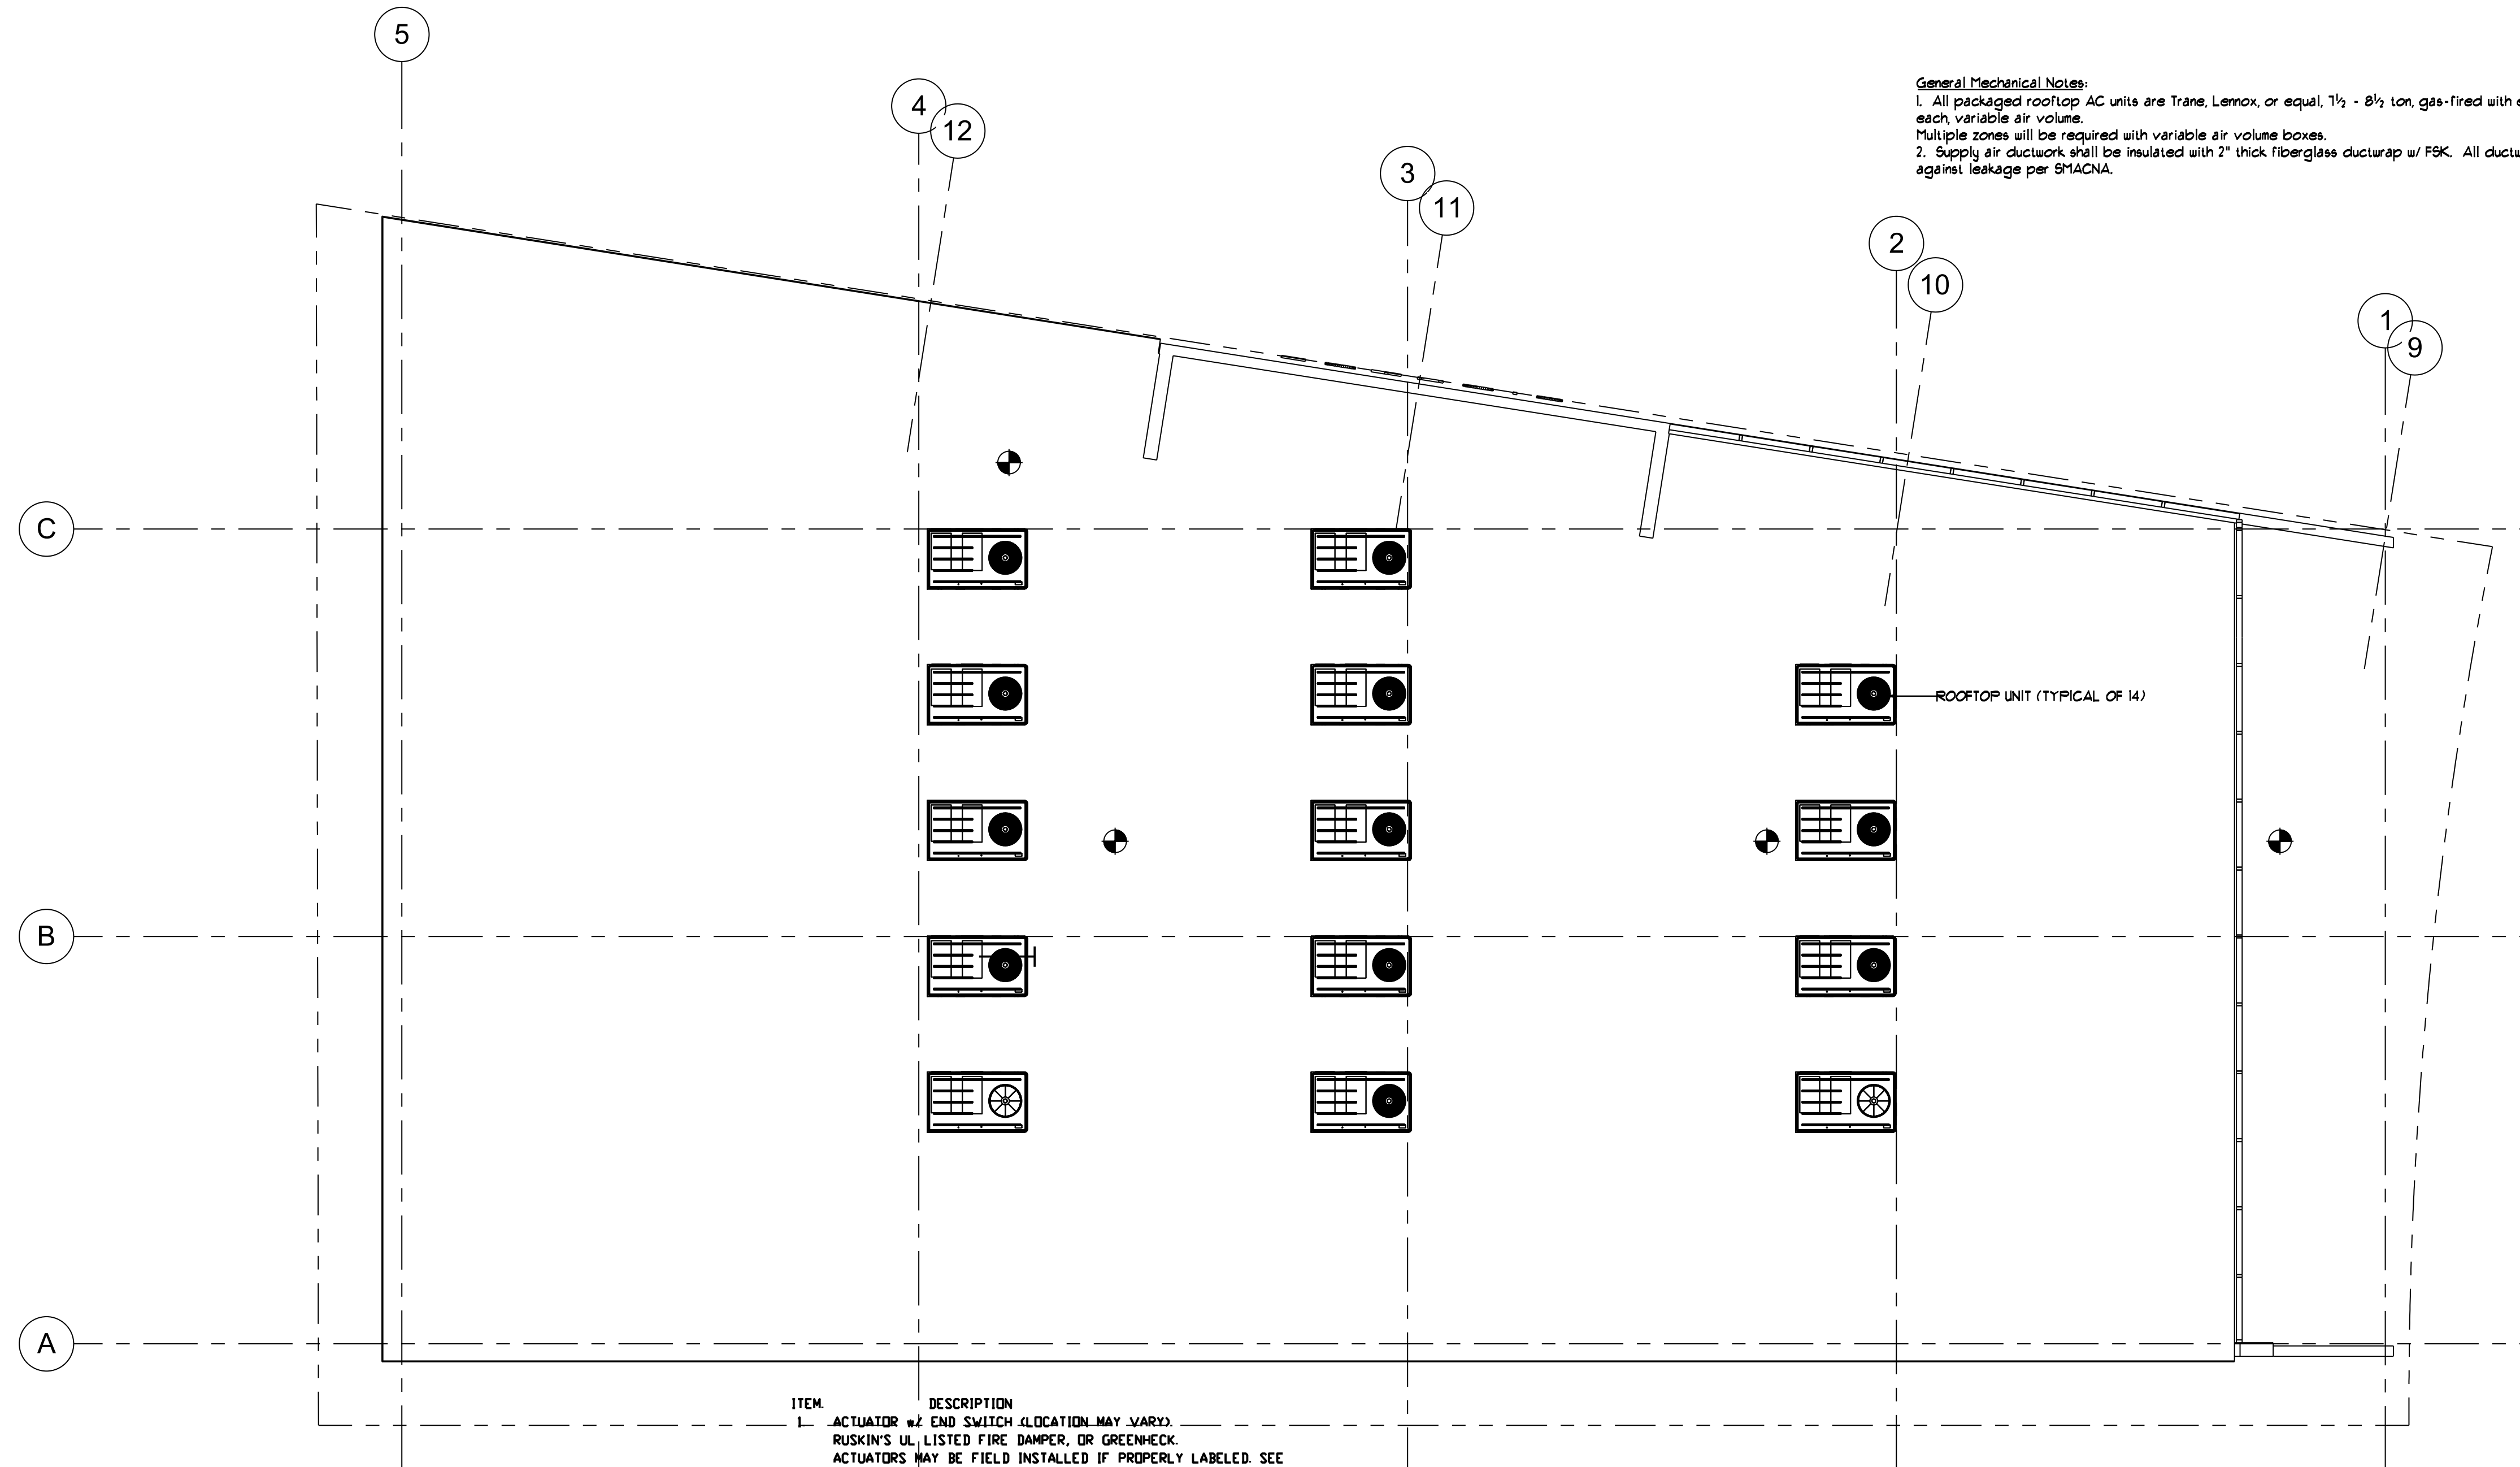 5
4
12
3
11
2
10
1
9
General Mechanical Notes:
1. All packaged rooftop AC units are Trane, Lennox, or equal, 7½ - 8½ ton, gas-fired with
each, variable air volume.
Multiple zones will be required with variable air volume boxes.
2. Supply air ductwork shall be insulated with 2" thick fiberglass ductwrap w/ FSK. All
against leakage per SMACNA.
C
ROOFTOP UNIT (TYPICAL OF 14)
B
A
ITEM. DESCRIPTION
1. ACTUATOR w/ END SWITCH (LOCATION MAY VARY).
RUSKIN'S UL LISTED FIRE DAMPER, OR GREENHECK.
ACTUATORS MAY BE FIELD INSTALLED IF PROPERLY LABELED. SEE